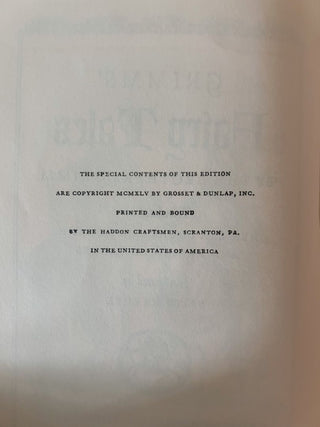 THE SPECIAL CONTENTS OF THIS EDITION
ARE COPYRIGHT MCMXLV BY GROSSET & DUNLAP, INC.
PRINTED AND BOUND
BY THE HADDON CRAFTSMEN, SCRANTON, PA.
IN THE UNITED STATES OF AMERICA